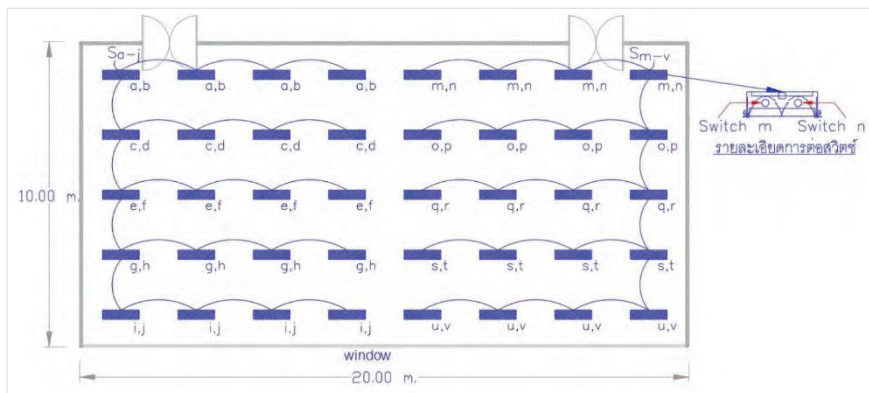 Sa-j Sm-v
a,b a,b a,b a,b m,n m,n m,n m,n
Switch m Switch n
รายละเอียดการต่อสวิตช์
c,d c,d c,d c,d o,p o,p o,p o,p
10.00 m.
e,f e,f e,f e,f q,r q,r q,r q,r
g,h g,h g,h g,h s,t s,t s,t s,t
i,j i,j i,j i,j u,v u,v u,v u,v
window
20.00 m.